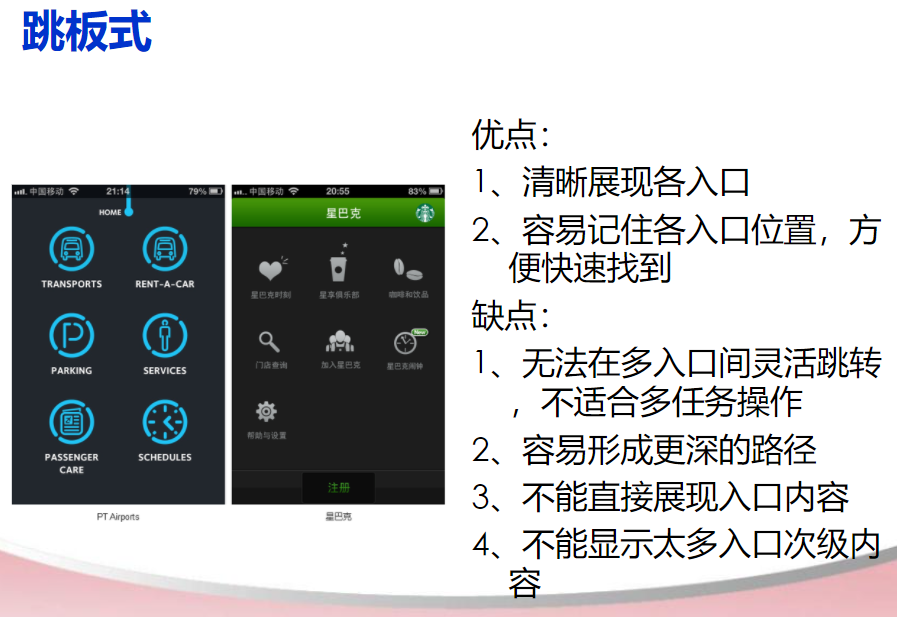 跳板式
中国移动 21:14 79%
HOME
TRANSPORTS RENT-A-CAR
PARKING SERVICES
PASSENGER CARE SCHEDULES
PT Airports
中国移动 20:55 83%
星巴克
星巴克时刻 星享俱乐部 咖啡和饮品
New
门店查询 加入星巴克 星巴克闹钟
帮助与设置
注册
星巴克
优点：
1、清晰展现各入口
2、容易记住各入口位置，方
便快速找到
缺点：
1、无法在多入口间灵活跳转
，不适合多任务操作
2、容易形成更深的路径
3、不能直接展现入口内容
4、不能显示太多入口次级内
容